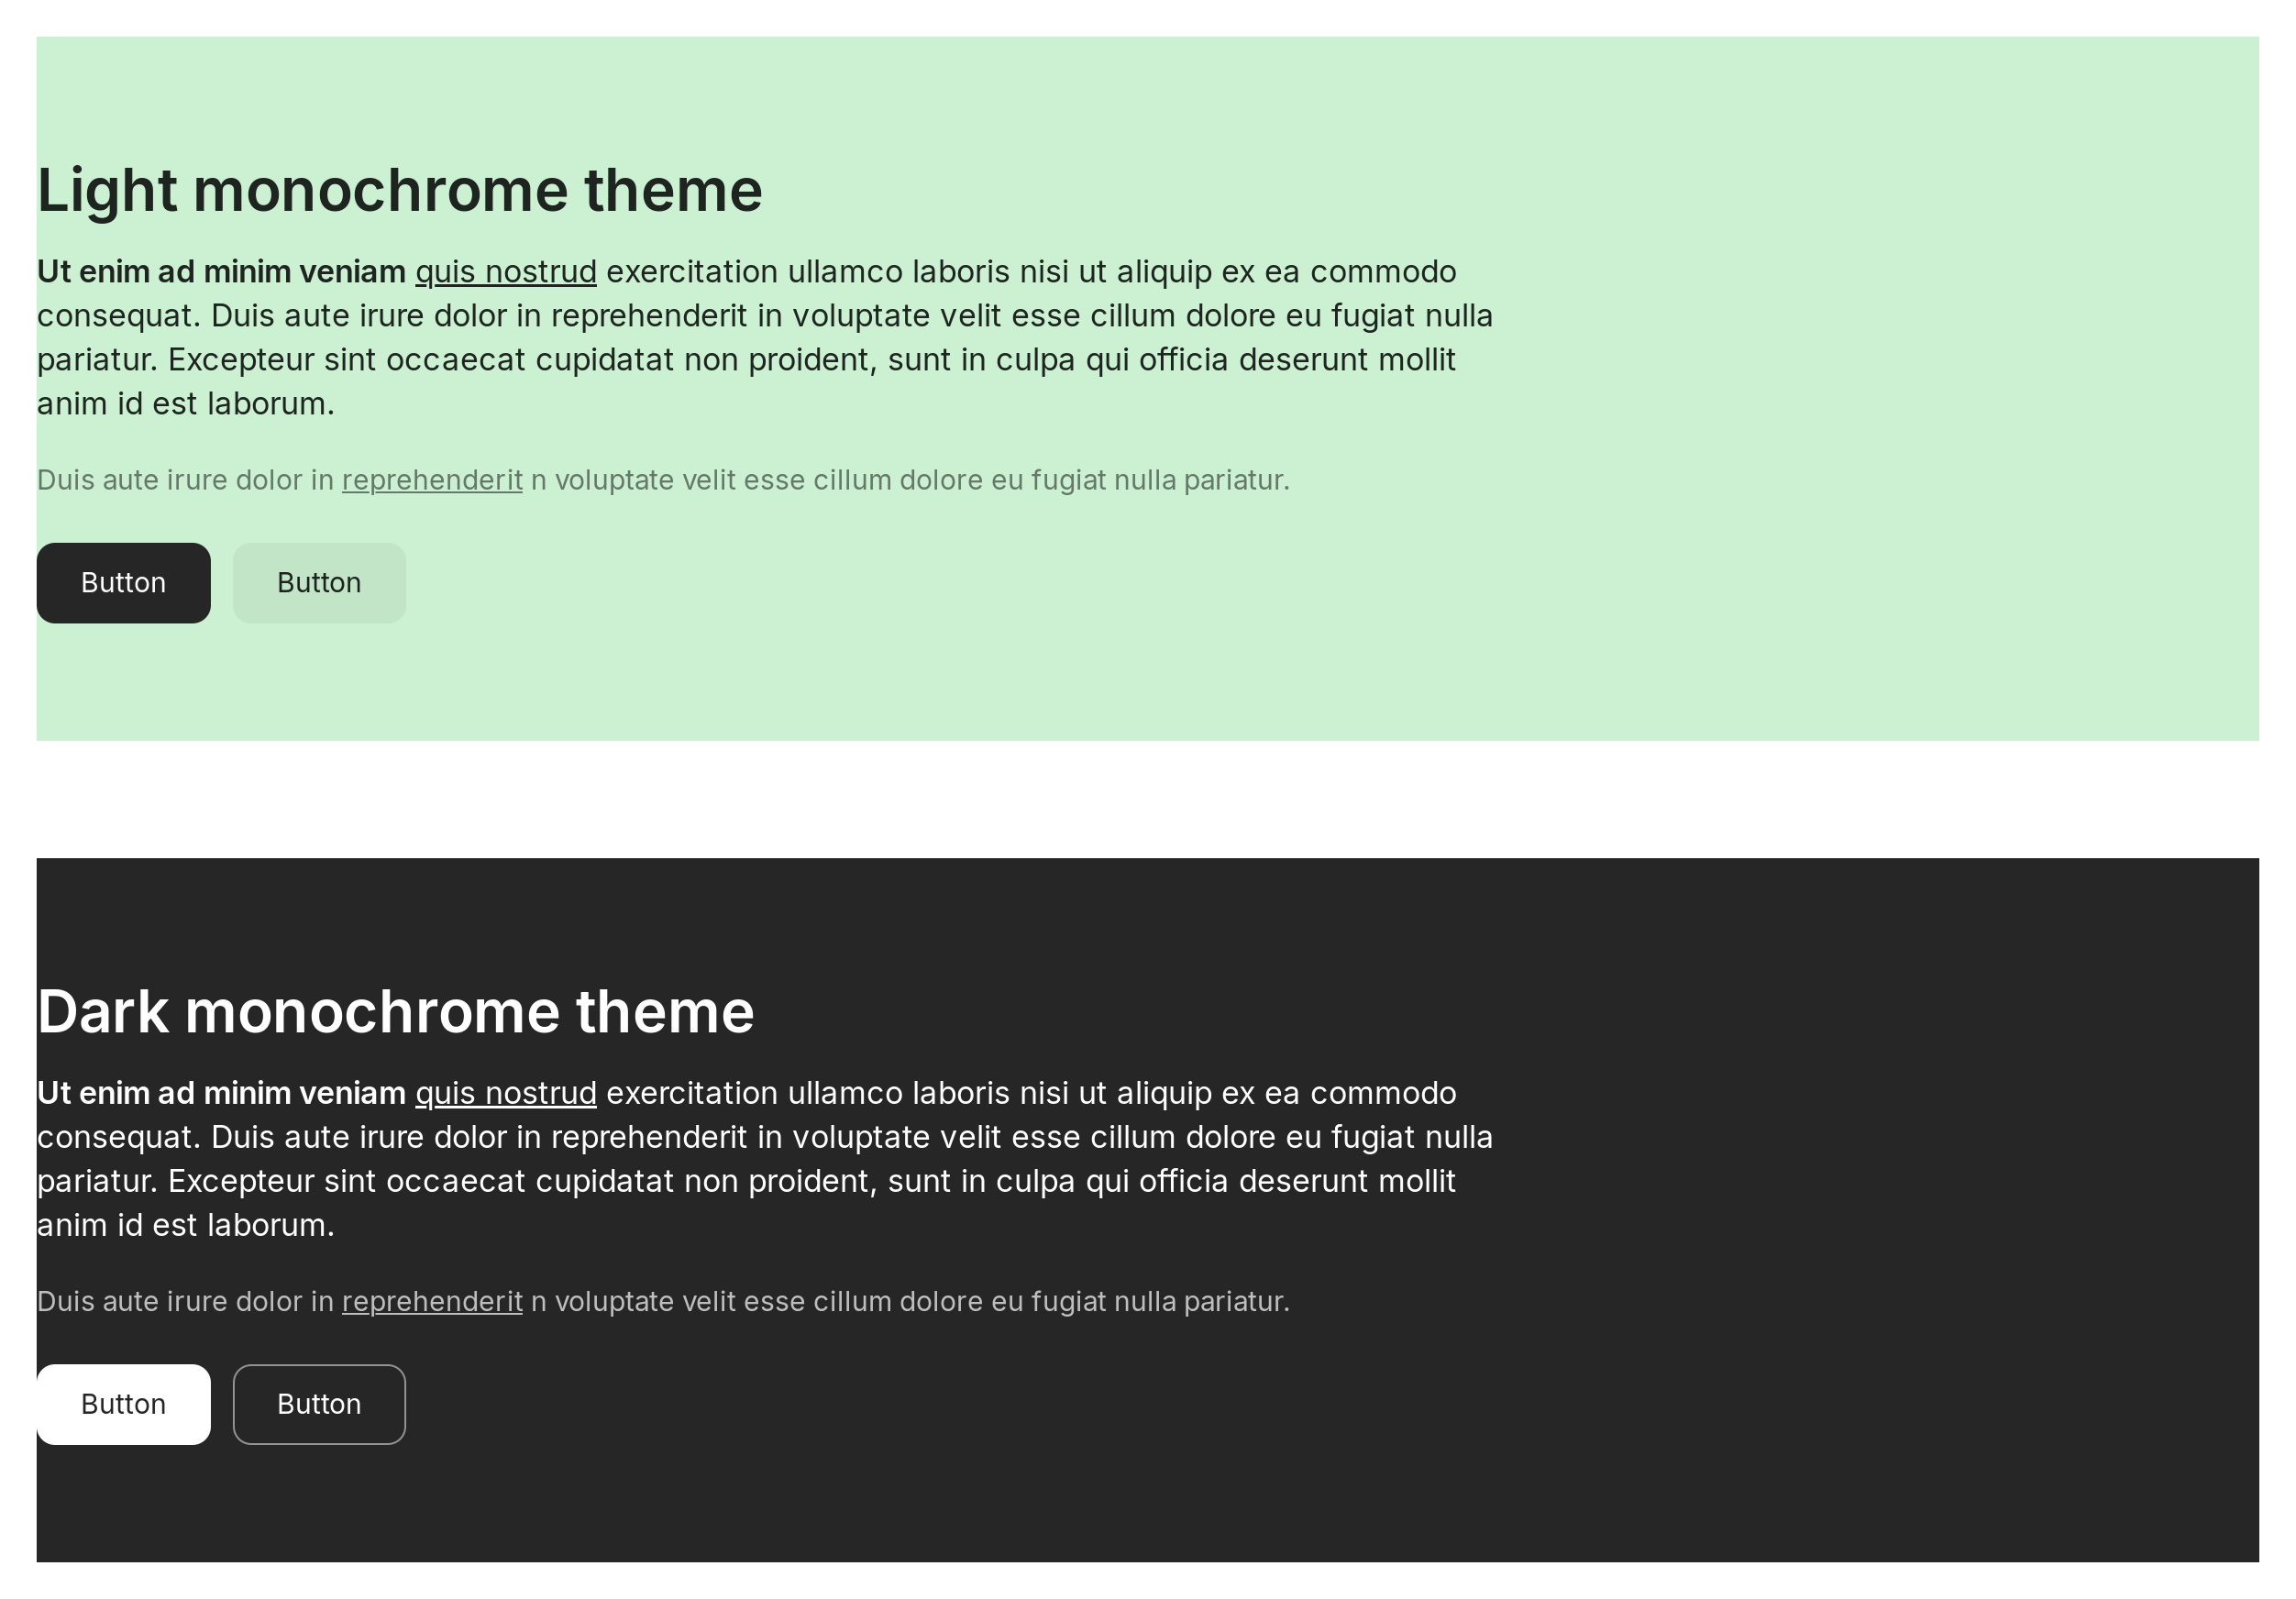 Light monochrome theme
Ut enim ad minim veniam quis nostrud exercitation ullamco laboris nisi ut aliquip ex ea commodo
consequat. Duis aute irure dolor in reprehenderit in voluptate velit esse cillum dolore eu fugiat nulla
pariatur. Excepteur sint occaecat cupidatat non proident, sunt in culpa qui officia deserunt mollit
anim id est laborum.
Duis aute irure dolor in reprehenderit n voluptate velit esse cillum dolore eu fugiat nulla pariatur.
Button Button
Dark monochrome theme
Ut enim ad minim veniam quis nostrud exercitation ullamco laboris nisi ut aliquip ex ea commodo
consequat. Duis aute irure dolor in reprehenderit in voluptate velit esse cillum dolore eu fugiat nulla
pariatur. Excepteur sint occaecat cupidatat non proident, sunt in culpa qui officia deserunt mollit
anim id est laborum.
Duis aute irure dolor in reprehenderit n voluptate velit esse cillum dolore eu fugiat nulla pariatur.
Button Button